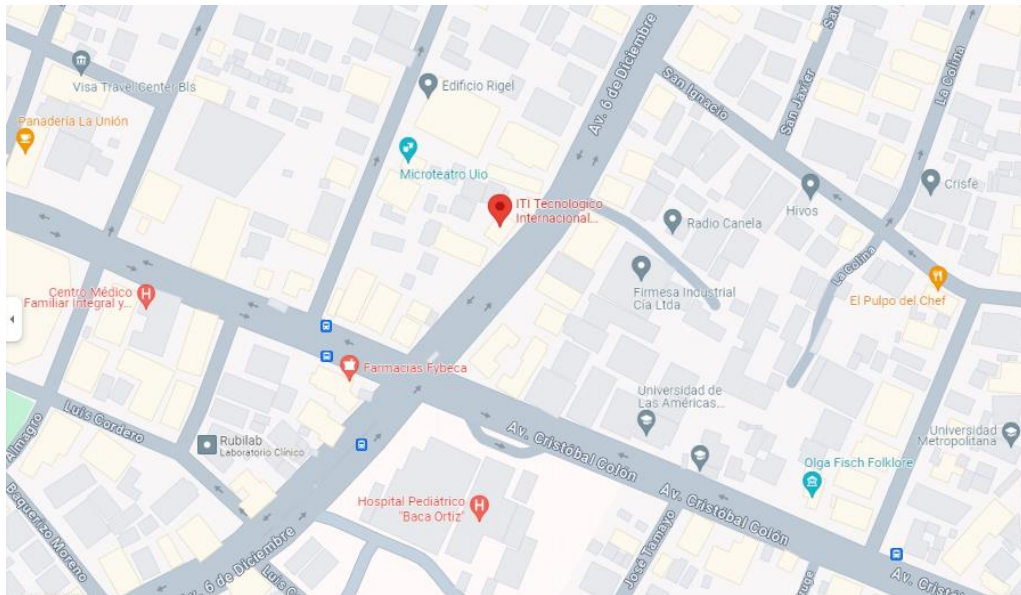 Visa Travel Center Bls
Panadería La Unión
Edificio Rigel
Microteatro Uio
Av. 6 de Diciembre
San Ignacio
San Javier
La Colina
ITI Tecnologico
Internacional...
Radio Canela
Hivos
Crisfe
La Colina
El Pulpo del Chef
Firmesa Industrial
Cía Ltda
Centro Médico
Familiar Integral y...
Farmacias Fybeca
Universidad de
Las Américas...
Universidad
Metropolitana
Luis Cordero
Almagro
Rubilab
Laboratorio Clínico
Av. Cristóbal Colón
Olga Fisch Folklore
Hospital Pediátrico
"Baca Ortiz"
Av. Cristóbal Colón
Baquerizo Moreno
Av. 6 de Diciembre
Luis C
José Tamayo
Av. Cristó